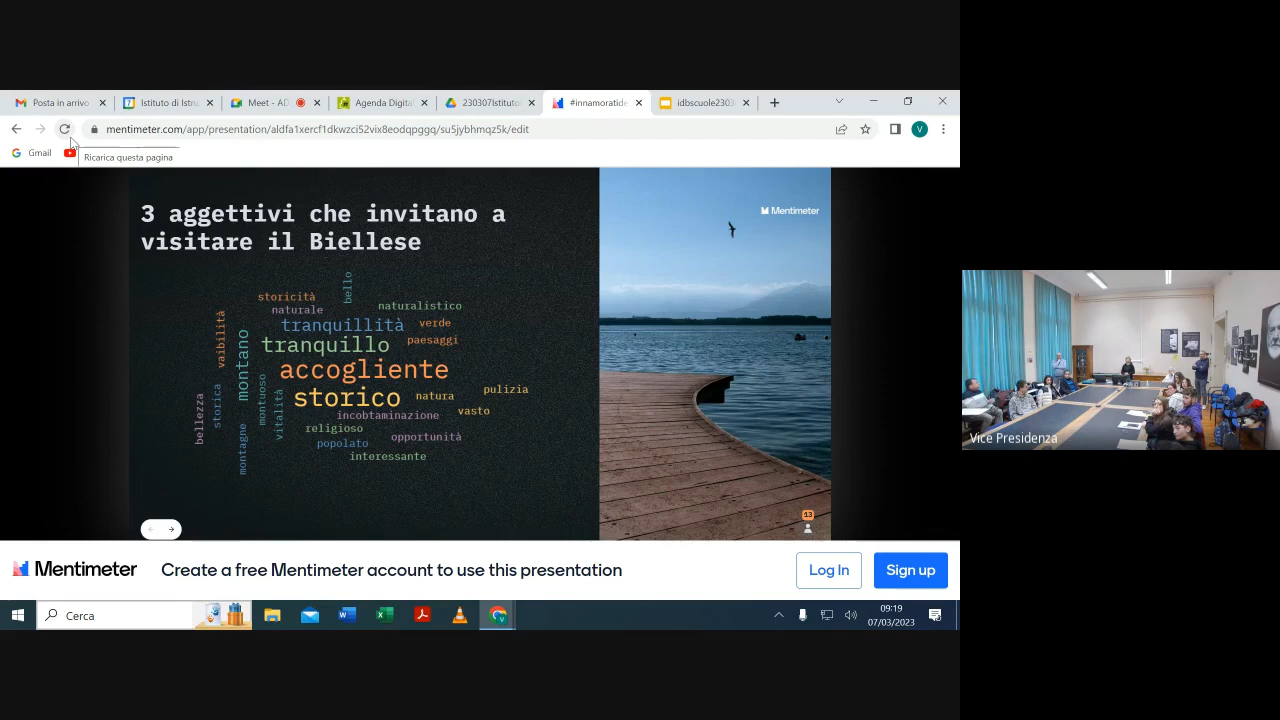 Posta in arrivo
Istituto di Istru
Meet - AD
Agenda Digital
230307Istituto
#innamoratide
idbscuole2303
mentimeter.com/app/presentation/aldfa1xercf1dkwzci52vix8eodqpggq/su5jybhmqz5k/edit
V
Gmail
Ricarica questa pagina
3 aggettivi che invitano a
visitare il Biellese
Mentimeter
bello
storicità
naturale
naturalistico
vaibilità
tranquillità
verde
montano
tranquillo
paesaggi
accogliente
storica
montuoso
vitalità
storico
natura
pulizia
bellezza
incobtaminazione
vasto
montagne
religioso
popolato
opportunità
interessante
13
Vice Presidenza
Mentimeter
Create a free Mentimeter account to use this presentation
Log In
Sign up
Cerca
09:19
07/03/2023